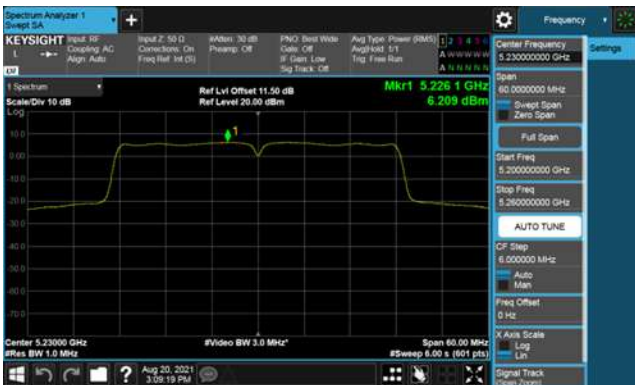 Spectrum Analyzer 1
Swept SA
Frequency
KEYSIGHT
Input: RF
Coupling: AC
Align: Auto
Input Z: 50 Ω
Corrections: On
Freq Ref: Int (S)
#Atten: 30 dB
Preamp: Off
PNO: Best Wide
Gate: Off
IF Gain: Low
Sig Track: Off
Avg Type: Power (RMS)
Avg|Hold: 1/1
Trig: Free Run
1 2 3 4 5 6
A W W W W W
A N N N N N
L
1 Spectrum
Scale/Div 10 dB
Log
Ref Lvl Offset 11.50 dB
Ref Level 20.00 dBm
Mkr1 5.226 1 GHz
6.209 dBm
1
10.0
0.00
-10.0
-20.0
-30.0
-40.0
-50.0
-60.0
-70.0
Center 5.23000 GHz
#Res BW 1.0 MHz
#Video BW 3.0 MHz*
Span 60.00 MHz
#Sweep 6.00 s (601 pts)
Aug 20, 2021
3:09:19 PM
Center Frequency
5.230000000 GHz
Settings
Span
60.0000000 MHz
Swept Span
Zero Span
Full Span
Start Freq
5.200000000 GHz
Stop Freq
5.260000000 GHz
AUTO TUNE
CF Step
6.000000 MHz
Auto
Man
Freq Offset
0 Hz
X Axis Scale
Log
Lin
Signal Track
(Span Zoom)